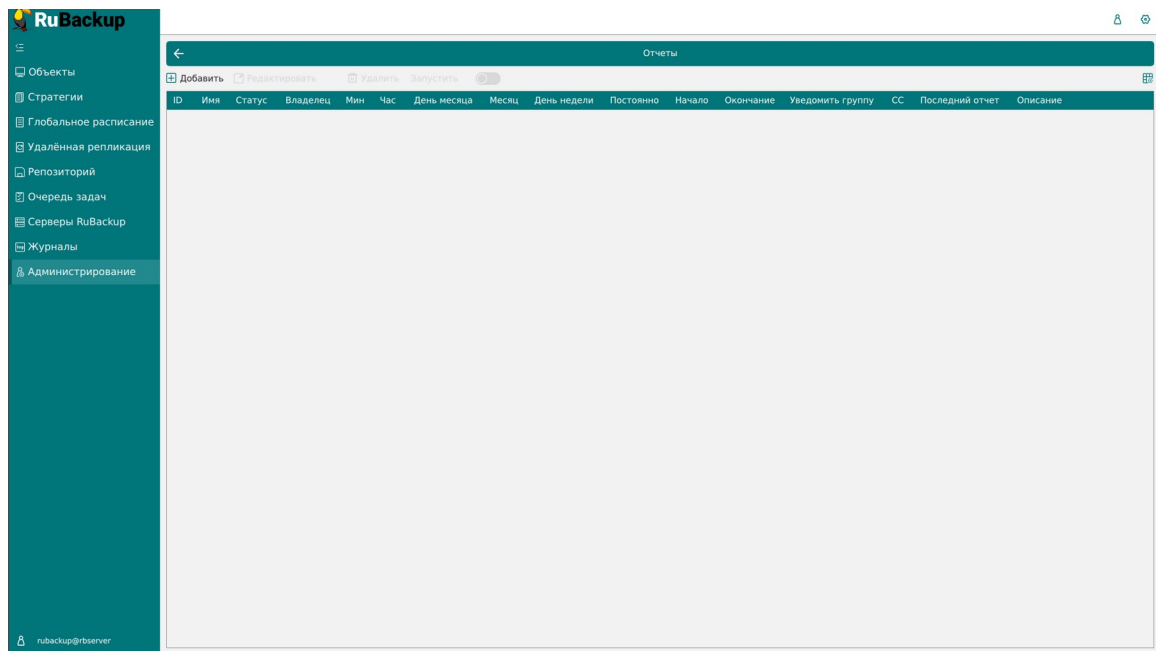 RuBackup
Отчеты
Объекты
Стратегии
Глобальное расписание
Удалённая репликация
Репозиторий
Очередь задач
Серверы RuBackup
Журналы
Администрирование
Добавить Редактировать Удалить Запустить
ID Имя Статус Владелец Мин Час День месяца Месяц День недели Постоянно Начало Окончание Уведомить группу СС Последний отчет Описание
rubackup@rbserver